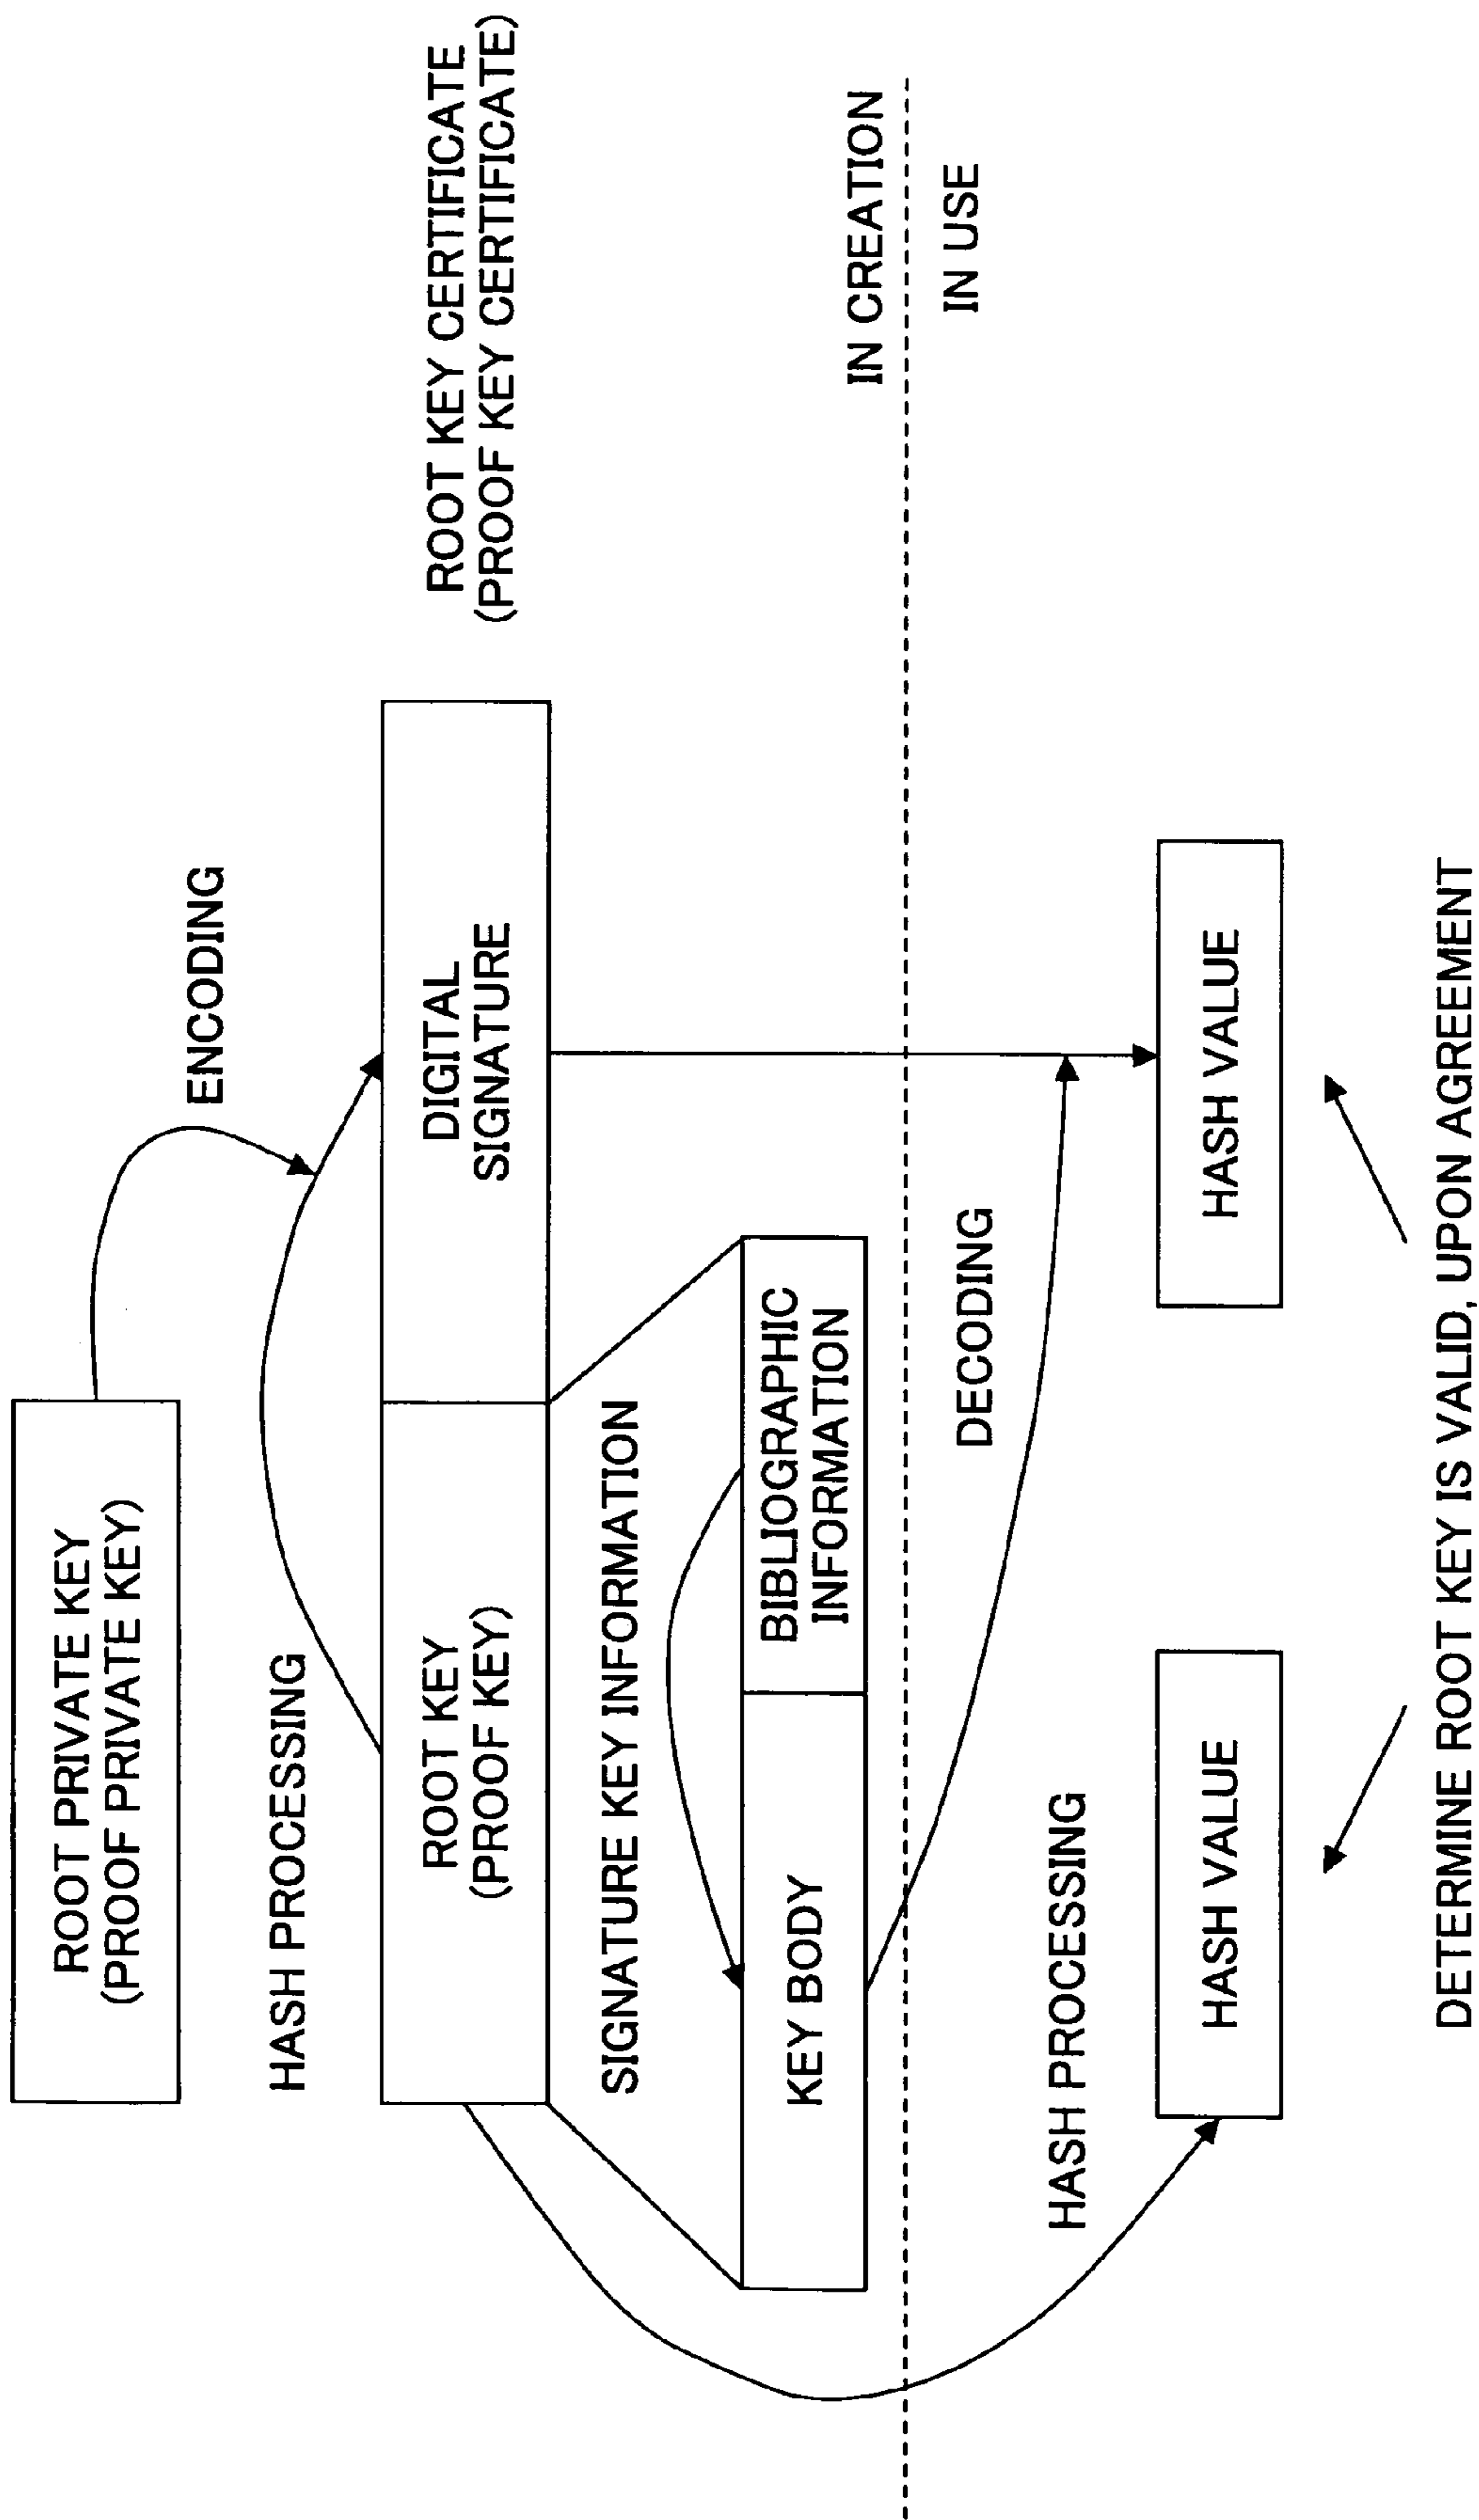 ROOT PRIVATE KEY
(PROOF PRIVATE KEY)
ENCODING
HASH PROCESSING
ROOT KEY
(PROOF KEY)
DIGITAL
SIGNATURE
ROOT KEY CERTIFICATE
(PROOF KEY CERTIFICATE)
SIGNATURE KEY INFORMATION
KEY BODY
BIBLIOGRAPHIC
INFORMATION
IN CREATION
IN USE
DECODING
HASH PROCESSING
HASH VALUE
HASH VALUE
DETERMINE ROOT KEY IS VALID, UPON AGREEMENT